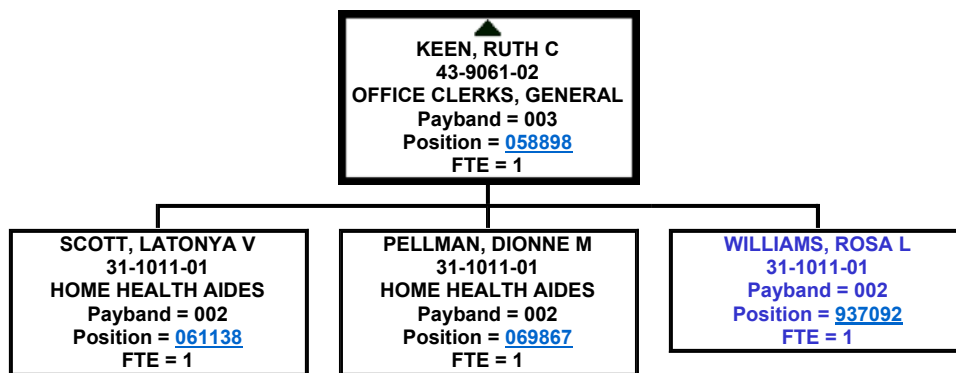 KEEN, RUTH C
43-9061-02
OFFICE CLERKS, GENERAL
Payband = 003
Position = 058898
FTE = 1
SCOTT, LATONYA V
31-1011-01
HOME HEALTH AIDES
Payband = 002
Position = 061138
FTE = 1
PELLMAN, DIONNE M
31-1011-01
HOME HEALTH AIDES
Payband = 002
Position = 069867
FTE = 1
WILLIAMS, ROSA L
31-1011-01
Payband = 002
Position = 937092
FTE = 1